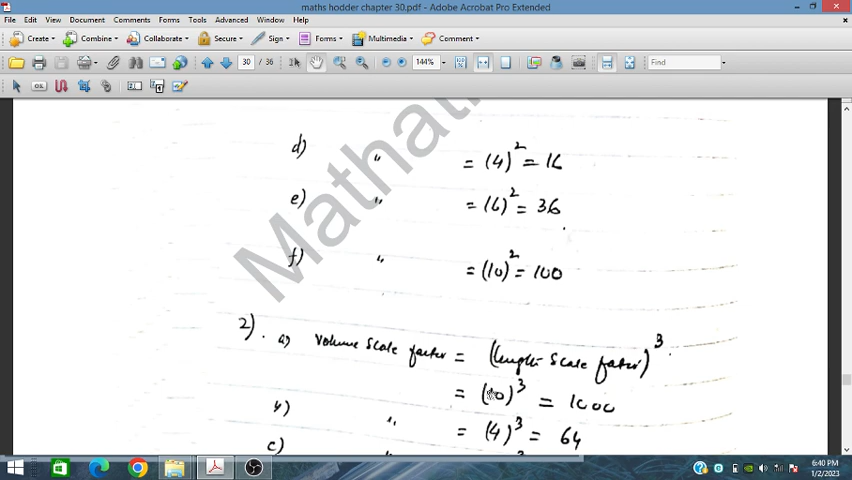 maths hodder chapter 30.pdf - Adobe Acrobat Pro Extended
File Edit View Document Comments Forms Tools Advanced Window Help
Create Combine Collaborate Secure Sign Forms Multimedia Comment
30 / 36 144% Find
Mathat
d) " = (4)^2 = 16
e) " = (6)^2 = 36
f) " = (10)^2 = 100
2). a) Volume Scale factor = (length Scale factor)^3
= (10)^3 = 1000
b) " = (4)^3 = 64
c)
6:40 PM
1/2/2023